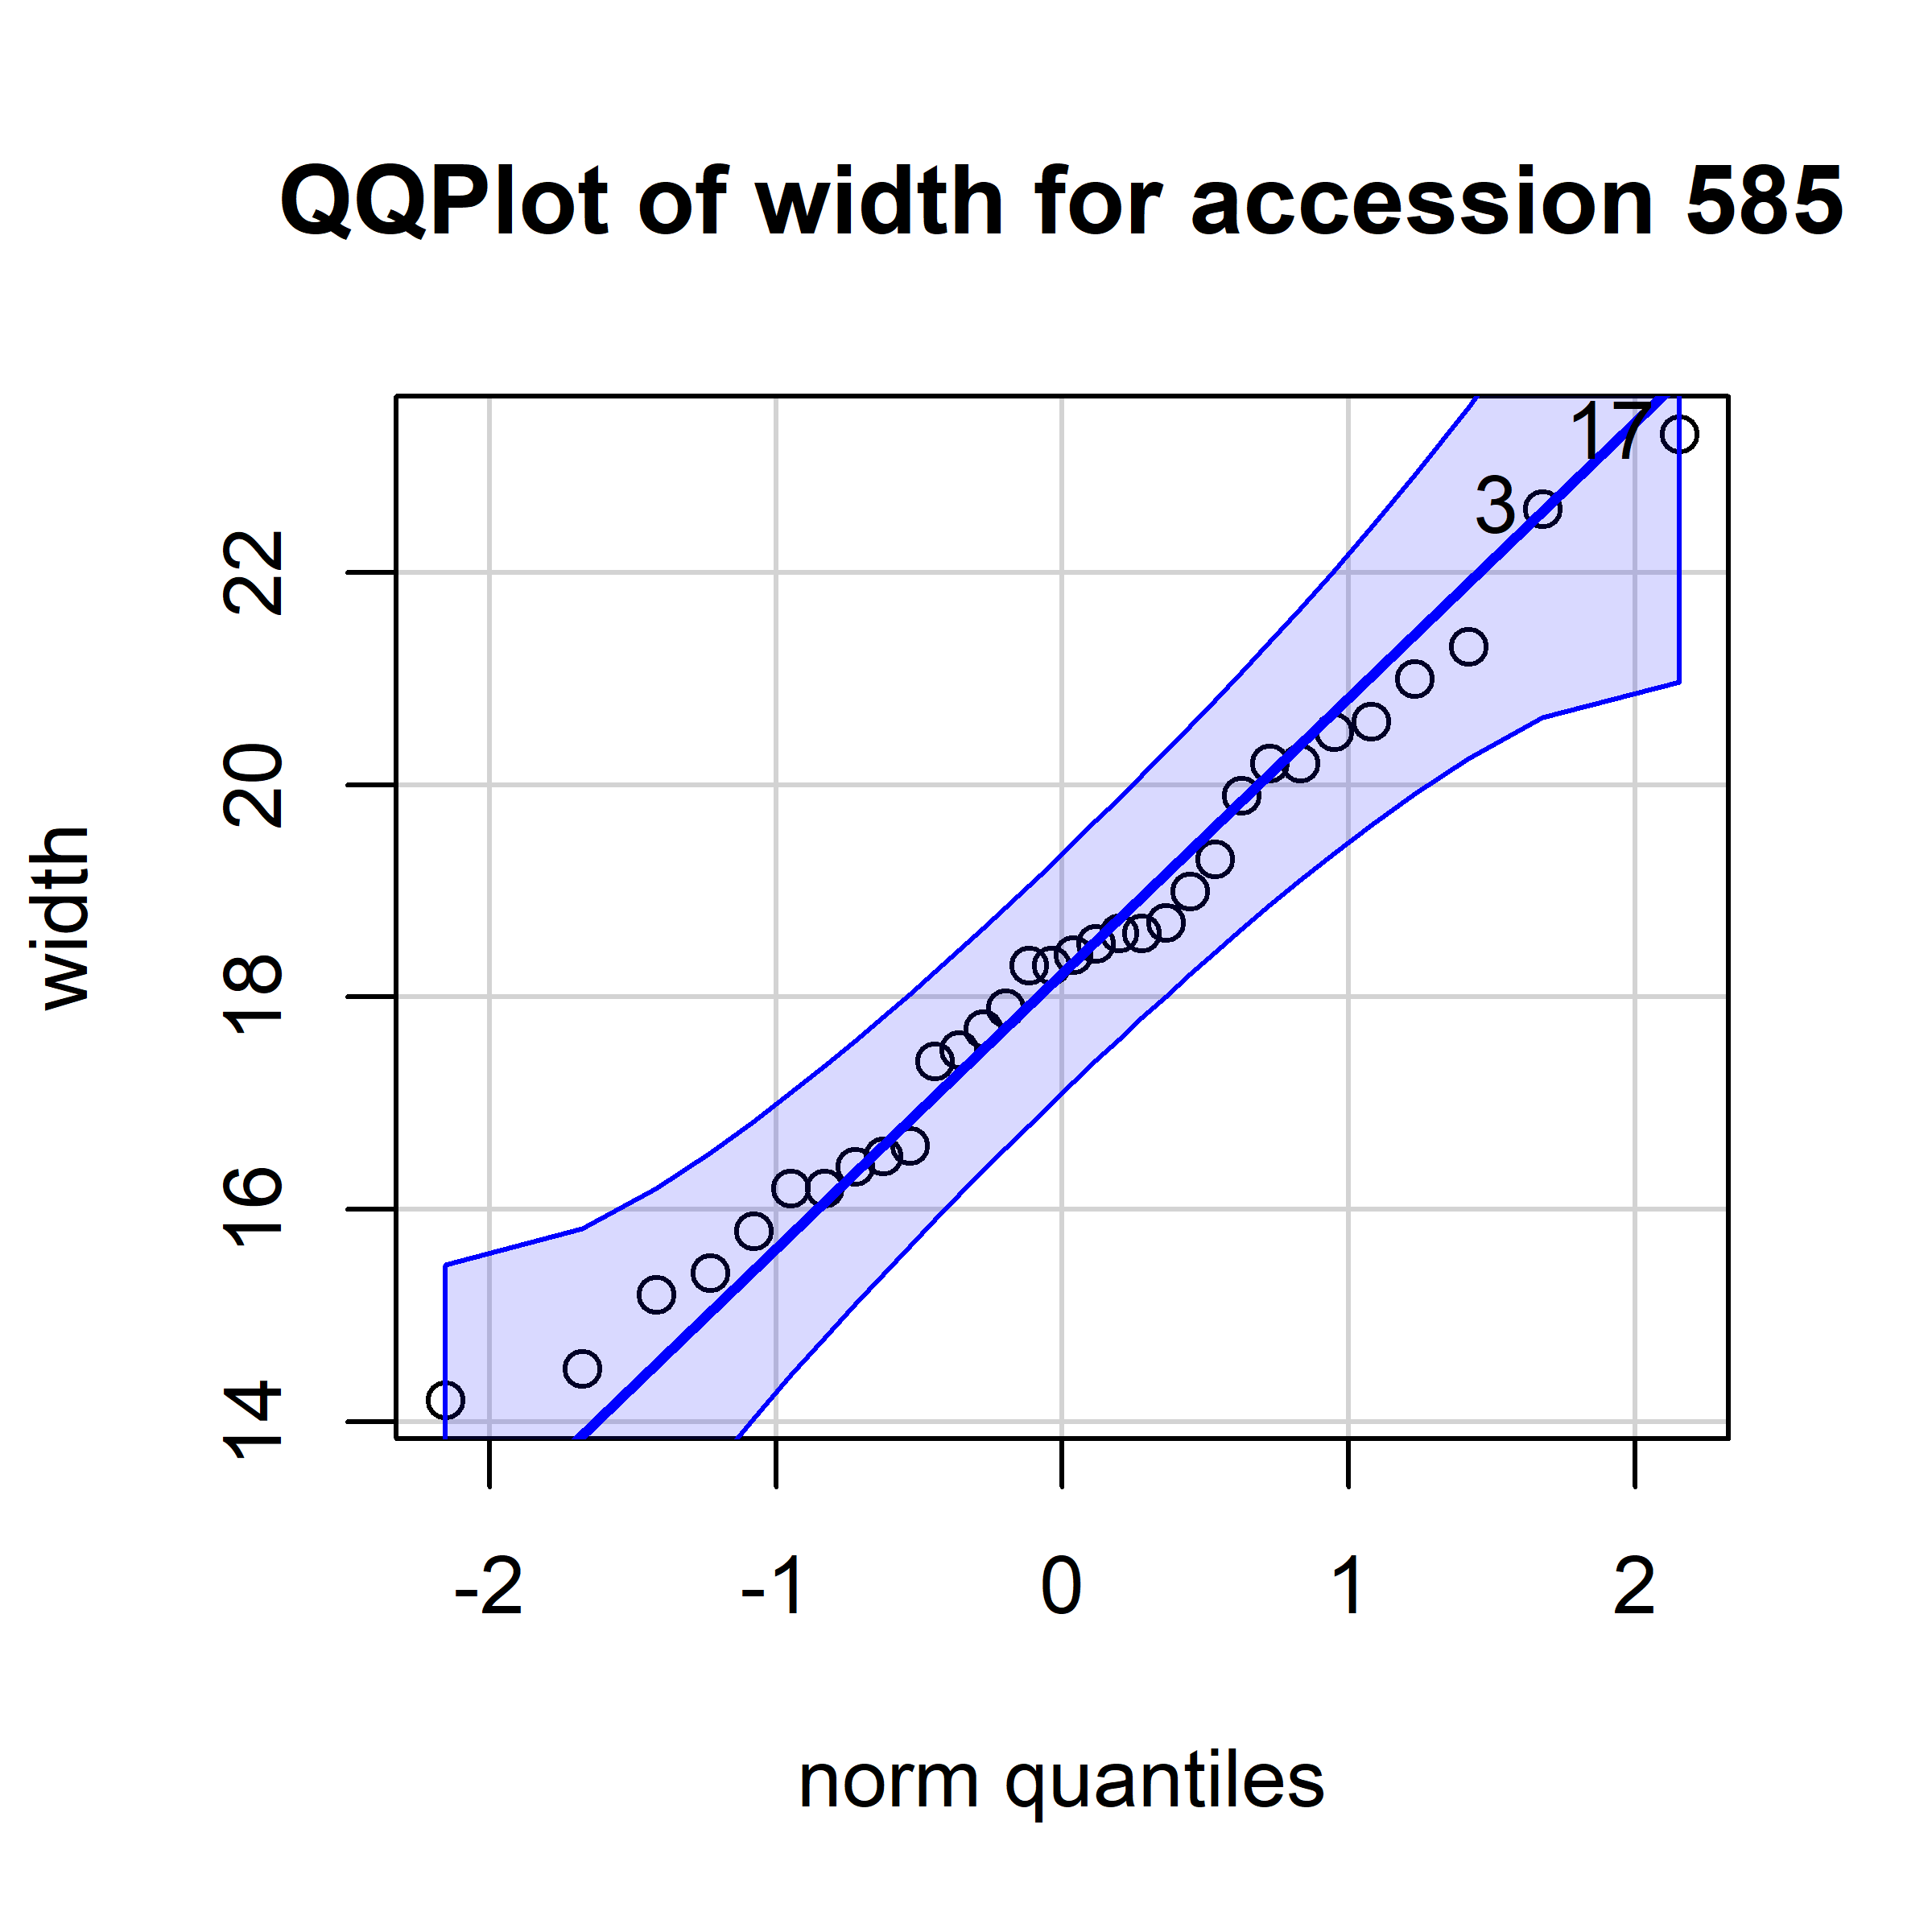 QQPlot of width for accession 585
width
22
20
18
16
14
17
3
-2 -1 0 1 2
norm quantiles